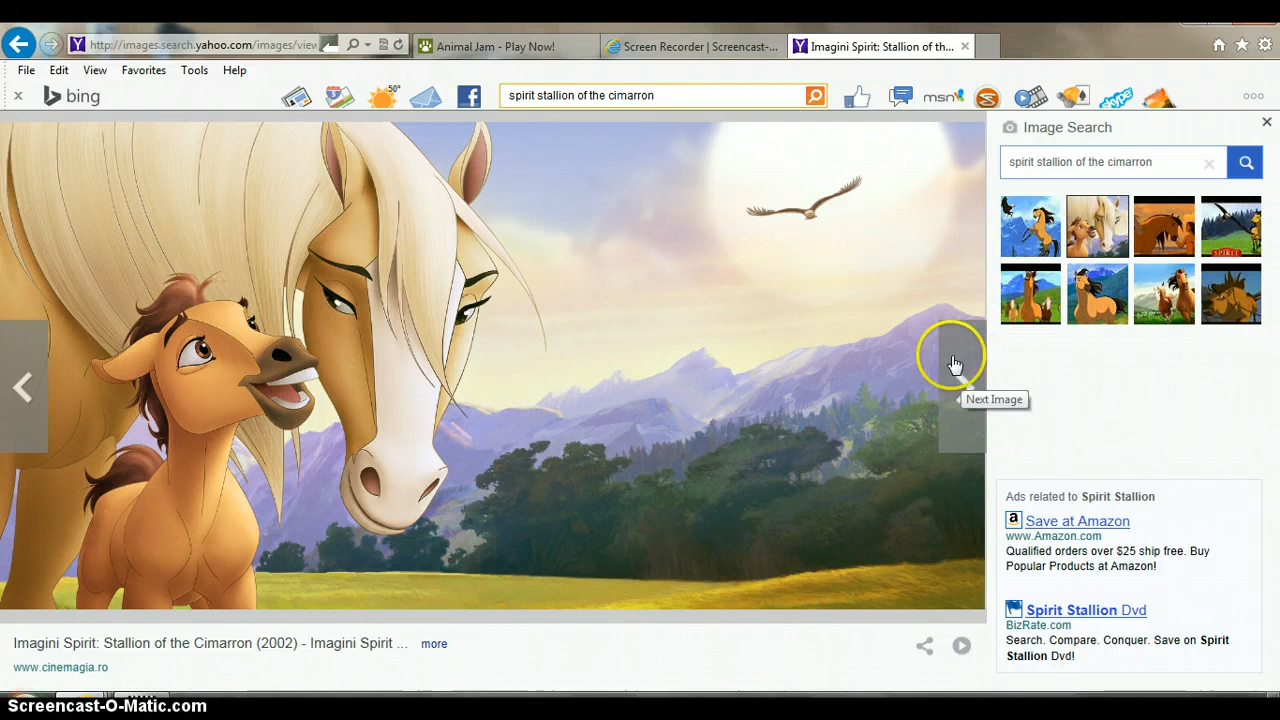 http://images.search.yahoo.com/images/view
Animal Jam - Play Now!
Screen Recorder | Screencast-...
Imagini Spirit: Stallion of th...
File Edit View Favorites Tools Help
bing
50°
spirit stallion of the cimarron
msn
skype
Image Search
spirit stallion of the cimarron
SPIRIT
Next Image
Ads related to Spirit Stallion
Save at Amazon
www.Amazon.com
Qualified orders over $25 ship free. Buy
Popular Products at Amazon!
Spirit Stallion Dvd
BizRate.com
Search. Compare. Conquer. Save on Spirit
Stallion Dvd!
Imagini Spirit: Stallion of the Cimarron (2002) - Imagini Spirit ... more
www.cinemagia.ro
Screencast-O-Matic.com